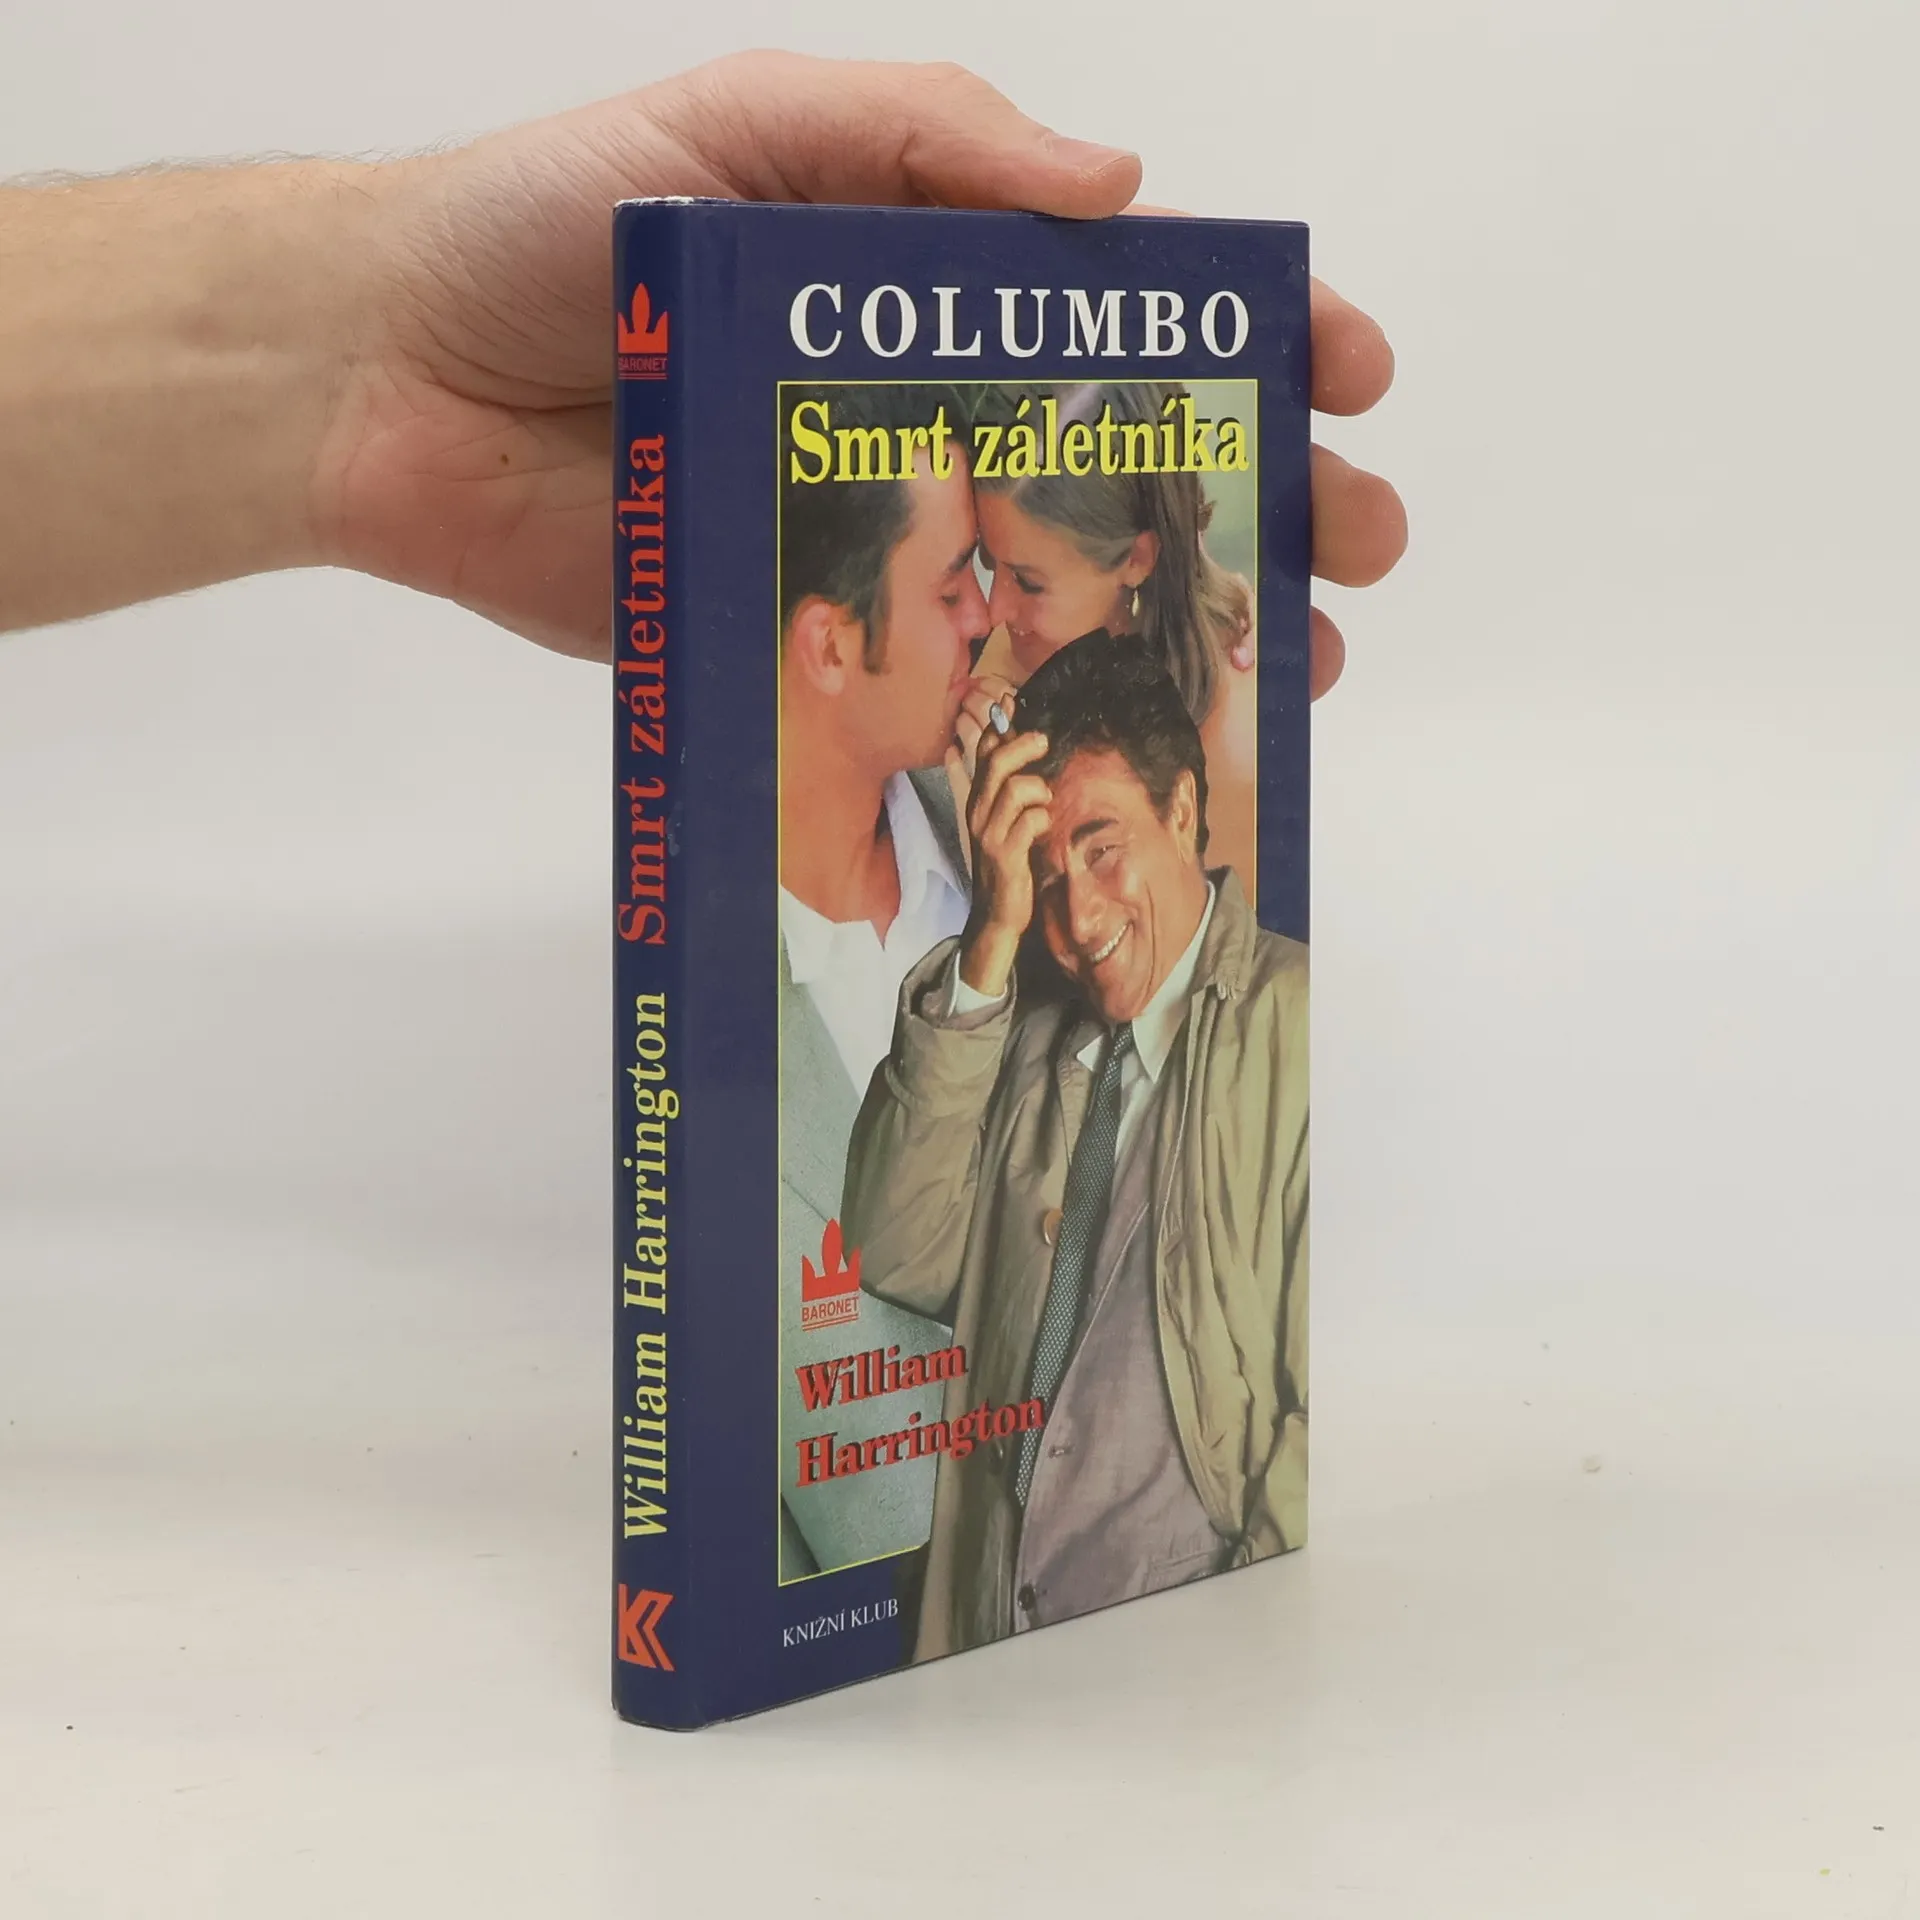 COLUMBO
Smrt záletníka
BARONET
William
Harrington
KNIŽNÍ KLUB
BARONET
William Harrington Smrt záletníka